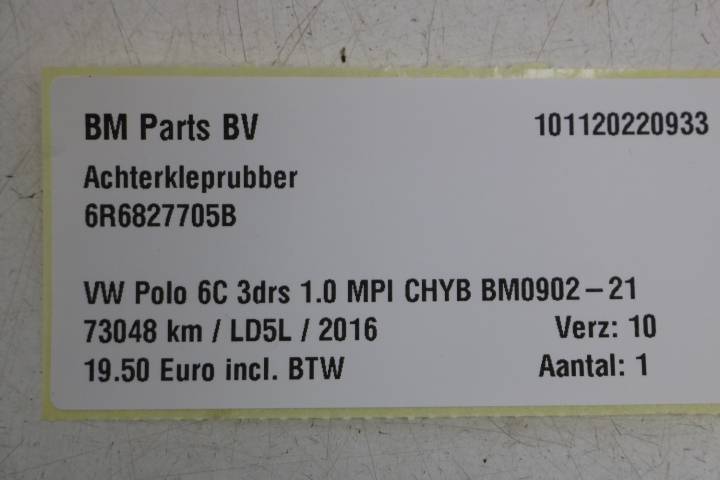 BM Parts BV 101120220933
Achterkleprubber
6R6827705B
VW Polo 6C 3drs 1.0 MPI CHYB BM0902-21
73048 km / LD5L / 2016 Verz: 10
19.50 Euro incl. BTW Aantal: 1